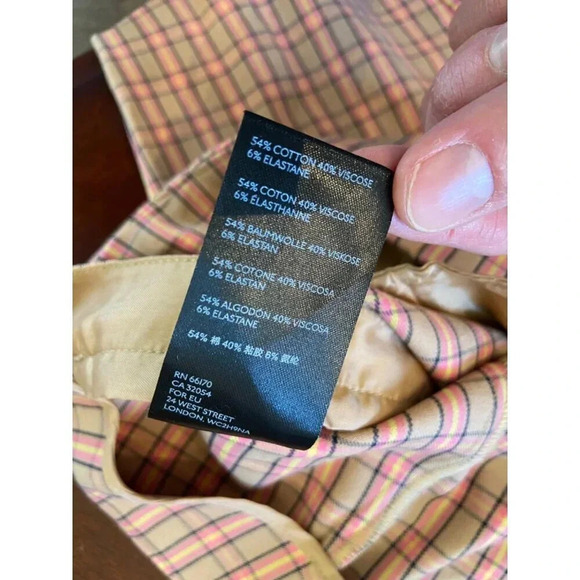 54% COTTON 40% VISCOSE
6% ELASTANE
54% COTON 40% VISCOSE
6% ÉLASTHANNE
54% BAUMWOLLE 40% VISKOSE
6% ELASTAN
54% COTONE 40% VISCOSA
6% ELASTAN
54% ALGODÓN 40% VISCOSA
6% ELASTANE
54% 棉 40% 粘胶 6% 氨纶
RN 66170
CA 32054
FOR EU
24 WEST STREET
LONDON, WC2H9NA